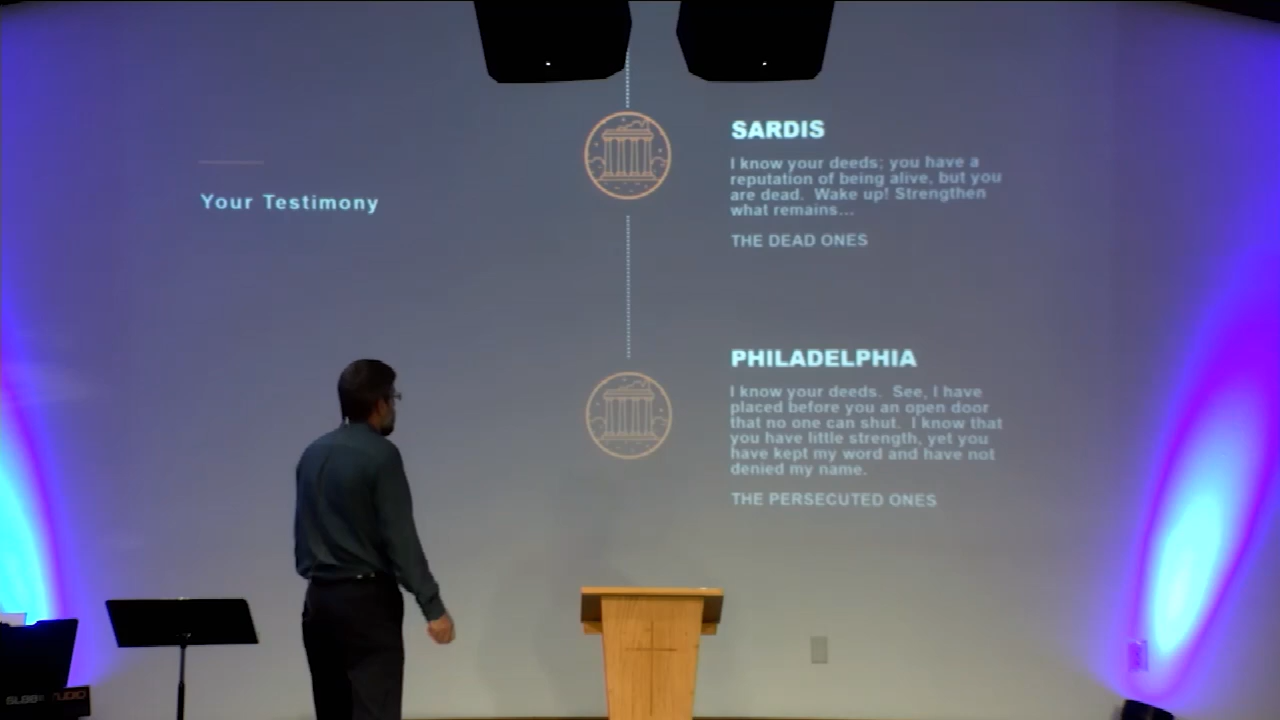 Your Testimony
SARDIS
I know your deeds; you have a
reputation of being alive, but you
are dead.  Wake up! Strengthen
what remains...
THE DEAD ONES
PHILADELPHIA
I know your deeds.  See, I have
placed before you an open door
that no one can shut.  I know that
you have little strength, yet you
have kept my word and have not
denied my name.
THE PERSECUTED ONES